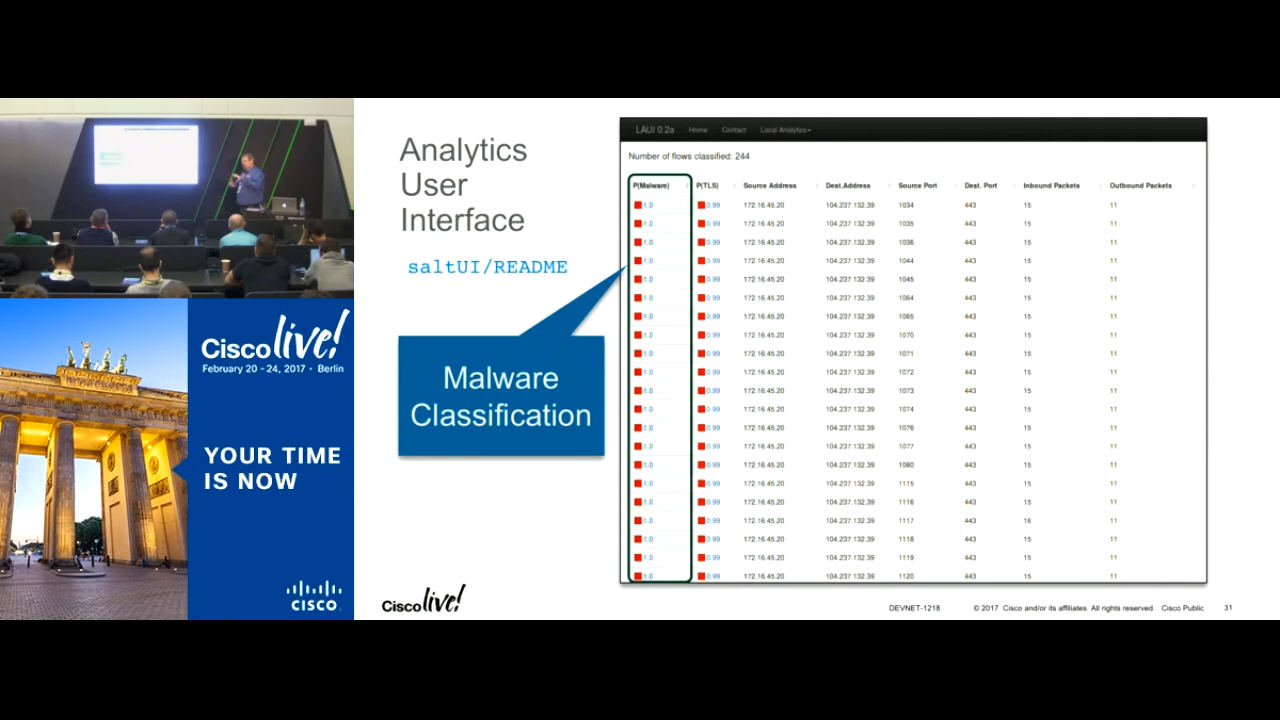 Analytics
User
Interface
saltUI/README
Malware
Classification
LAUI 0.2a Home Contact Local Analytics
Number of flows classified: 244
P(Malware) P(TLS) Source Address Dest.Address Source Port Dest. Port Inbound Packets Outbound Packets
1.0 0.99 172.16.45.20 104.237.132.39 1034 443 15 11
1.0 0.99 172.16.45.20 104.237.132.39 1035 443 15 11
1.0 0.99 172.16.45.20 104.237.132.39 1036 443 15 11
1.0 0.99 172.16.45.20 104.237.132.39 1044 443 15 11
1.0 0.99 172.16.45.20 104.237.132.39 1045 443 15 11
1.0 0.99 172.16.45.20 104.237.132.39 1064 443 15 11
1.0 0.99 172.16.45.20 104.237.132.39 1065 443 15 11
1.0 0.99 172.16.45.20 104.237.132.39 1070 443 15 11
1.0 0.99 172.16.45.20 104.237.132.39 1071 443 15 11
1.0 0.99 172.16.45.20 104.237.132.39 1072 443 15 11
1.0 0.99 172.16.45.20 104.237.132.39 1073 443 15 11
1.0 0.99 172.16.45.20 104.237.132.39 1074 443 15 11
1.0 0.99 172.16.45.20 104.237.132.39 1076 443 15 11
1.0 0.99 172.16.45.20 104.237.132.39 1077 443 15 11
1.0 0.99 172.16.45.20 104.237.132.39 1080 443 15 11
1.0 0.99 172.16.45.20 104.237.132.39 1115 443 15 11
1.0 0.99 172.16.45.20 104.237.132.39 1116 443 15 11
1.0 0.99 172.16.45.20 104.237.132.39 1117 443 16 11
1.0 0.99 172.16.45.20 104.237.132.39 1118 443 15 11
1.0 0.99 172.16.45.20 104.237.132.39 1119 443 15 11
1.0 0.99 172.16.45.20 104.237.132.39 1120 443 15 11
Cisco live!
February 20 - 24, 2017 • Berlin
YOUR TIME
IS NOW
CISCO
Cisco live!
DEVNET-1218 © 2017 Cisco and/or its affiliates. All rights reserved. Cisco Public 31